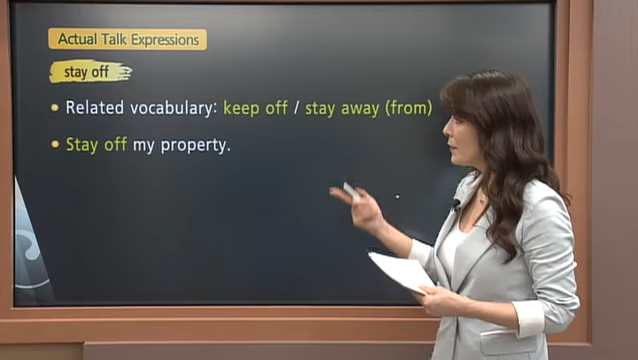 Actual Talk Expressions
stay off
• Related vocabulary: keep off / stay away (from)
• Stay off my property.